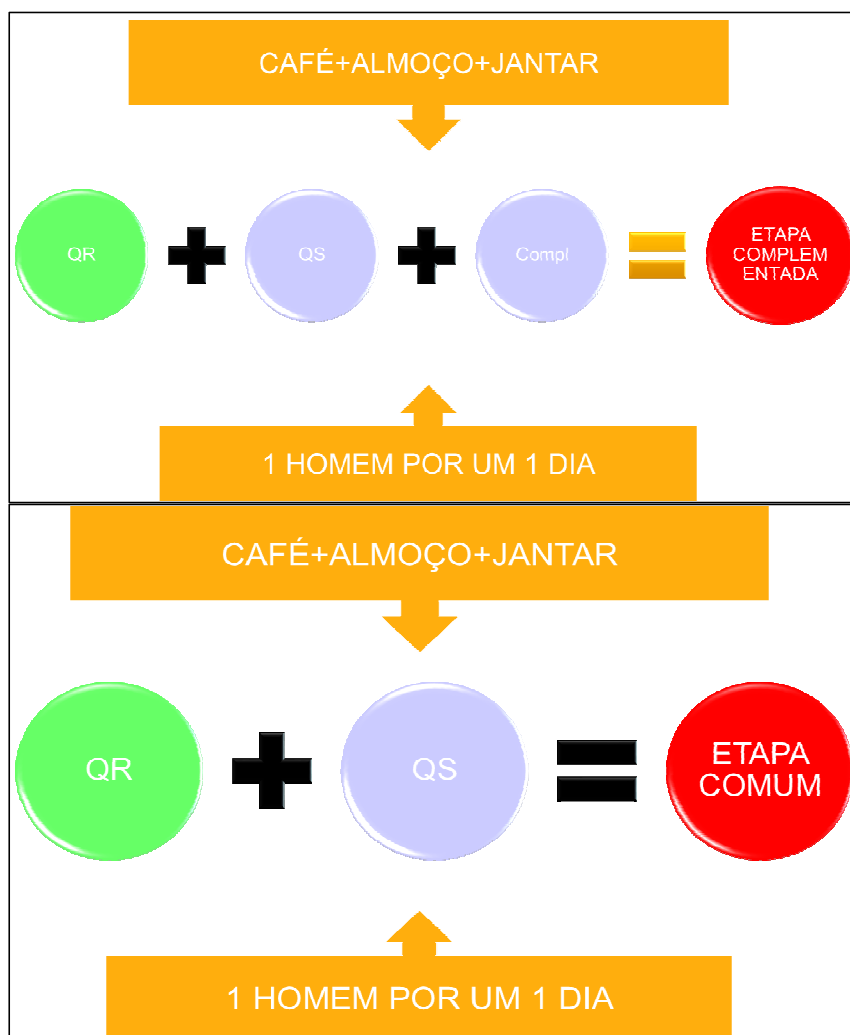 CAFÉ+ALMOÇO+JANTAR
QR
QS
Compl
ETAPA
COMPLEM
ENTADA
1 HOMEM POR UM 1 DIA
CAFÉ+ALMOÇO+JANTAR
QR
QS
ETAPA
COMUM
1 HOMEM POR UM 1 DIA